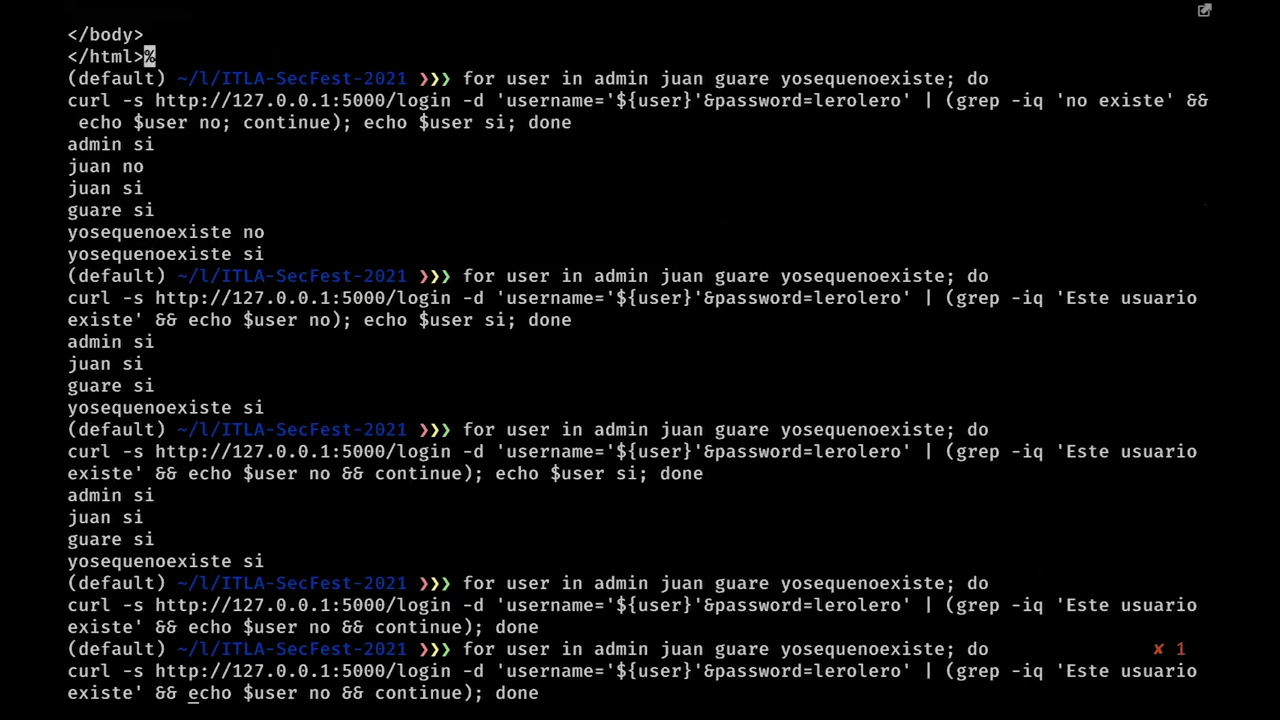 </body>
</html>%
(default) ~/l/ITLA-SecFest-2021 ❯❯❯ for user in admin juan guare yosequenoexiste; do
curl -s http://127.0.0.1:5000/login -d 'username='${user}'&password=lerolero' | (grep -iq 'no existe' &&
echo $user no; continue); echo $user si; done
admin si
juan no
juan si
guare si
yosequenoexiste no
yosequenoexiste si
(default) ~/l/ITLA-SecFest-2021 ❯❯❯ for user in admin juan guare yosequenoexiste; do
curl -s http://127.0.0.1:5000/login -d 'username='${user}'&password=lerolero' | (grep -iq 'Este usuario
existe' && echo $user no); echo $user si; done
admin si
juan si
guare si
yosequenoexiste si
(default) ~/l/ITLA-SecFest-2021 ❯❯❯ for user in admin juan guare yosequenoexiste; do
curl -s http://127.0.0.1:5000/login -d 'username='${user}'&password=lerolero' | (grep -iq 'Este usuario
existe' && echo $user no && continue); echo $user si; done
admin si
juan si
guare si
yosequenoexiste si
(default) ~/l/ITLA-SecFest-2021 ❯❯❯ for user in admin juan guare yosequenoexiste; do
curl -s http://127.0.0.1:5000/login -d 'username='${user}'&password=lerolero' | (grep -iq 'Este usuario
existe' && echo $user no && continue); done
(default) ~/l/ITLA-SecFest-2021 ❯❯❯ for user in admin juan guare yosequenoexiste; do ✘ 1
curl -s http://127.0.0.1:5000/login -d 'username='${user}'&password=lerolero' | (grep -iq 'Este usuario
existe' && echo $user no && continue); done